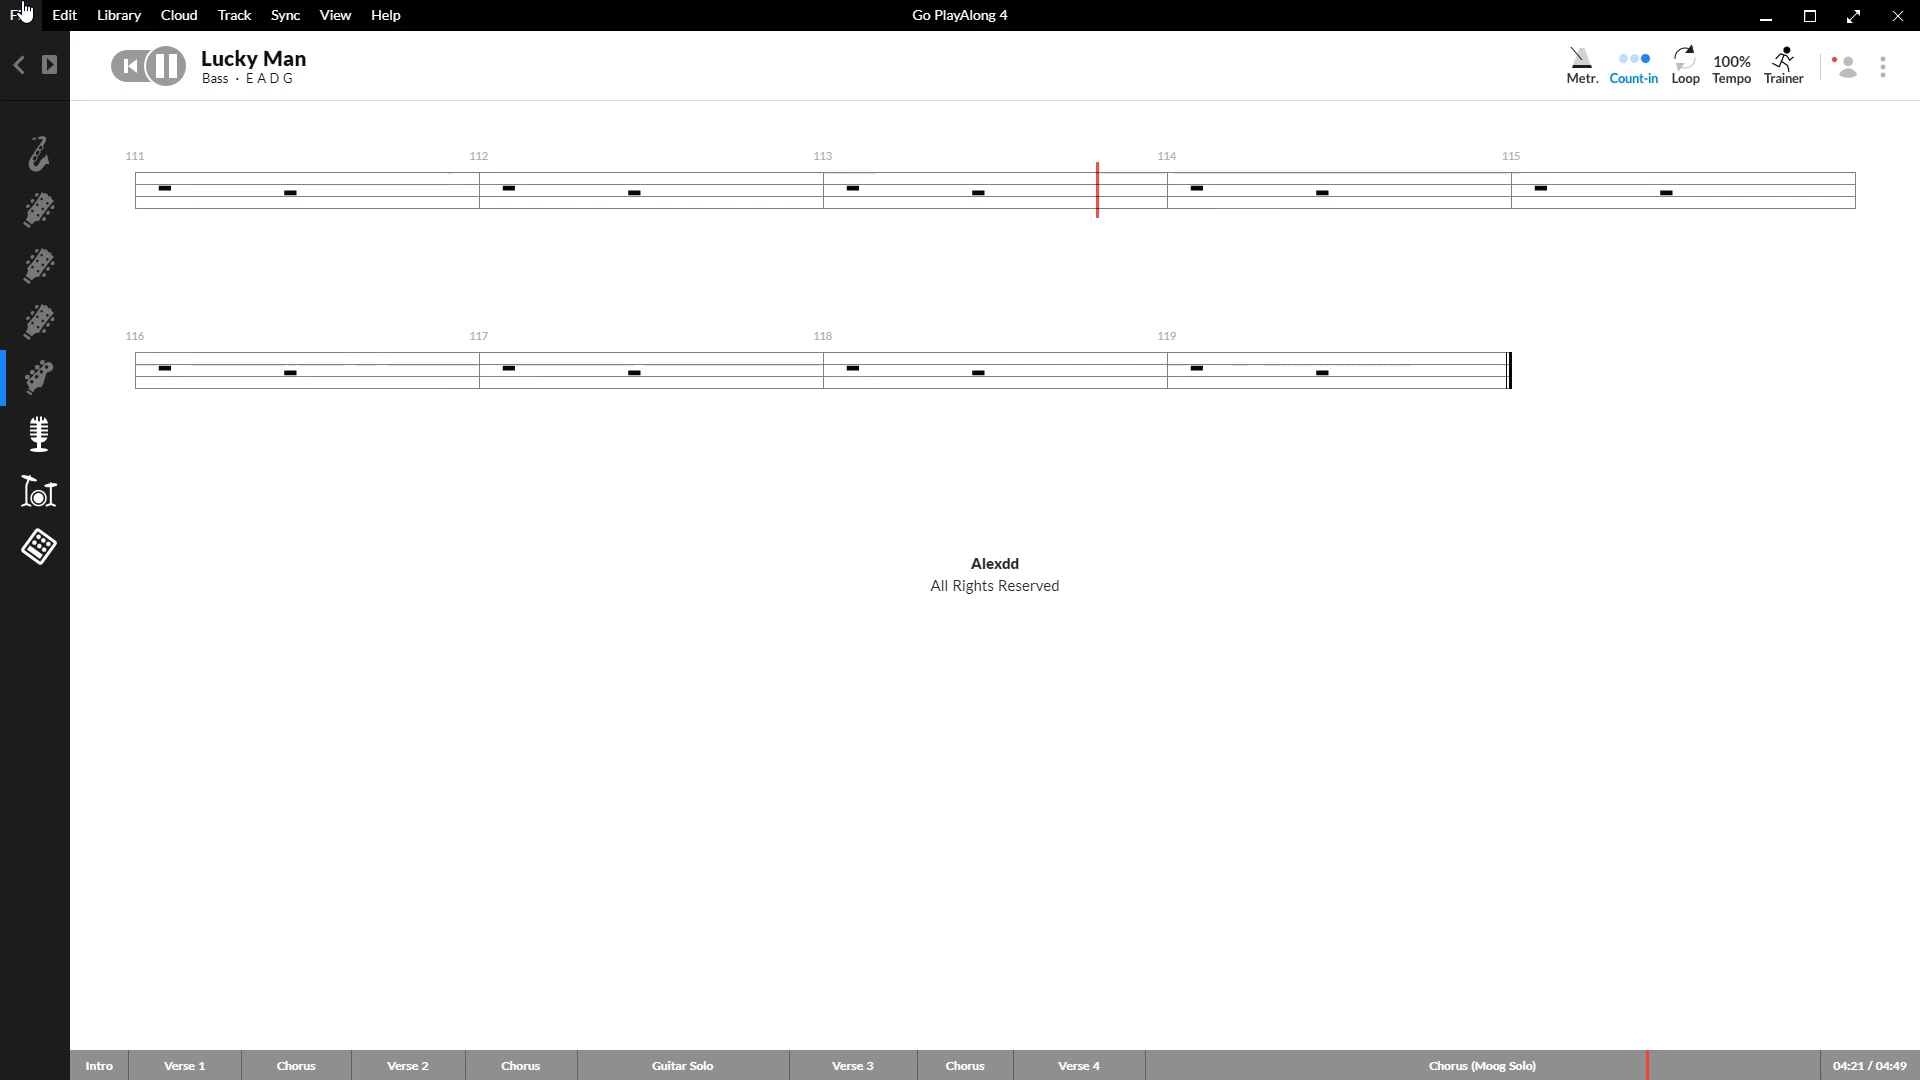 Edit Library Cloud Track Sync View Help
Go PlayAlong 4
Lucky Man
Bass · E A D G
Metr. Count-in Loop 100% Tempo Trainer
111 112 113 114 115
116 117 118 119
Alexdd
All Rights Reserved
Intro Verse 1 Chorus Verse 2 Chorus Guitar Solo Verse 3 Chorus Verse 4 Chorus (Moog Solo) 04:21 / 04:49